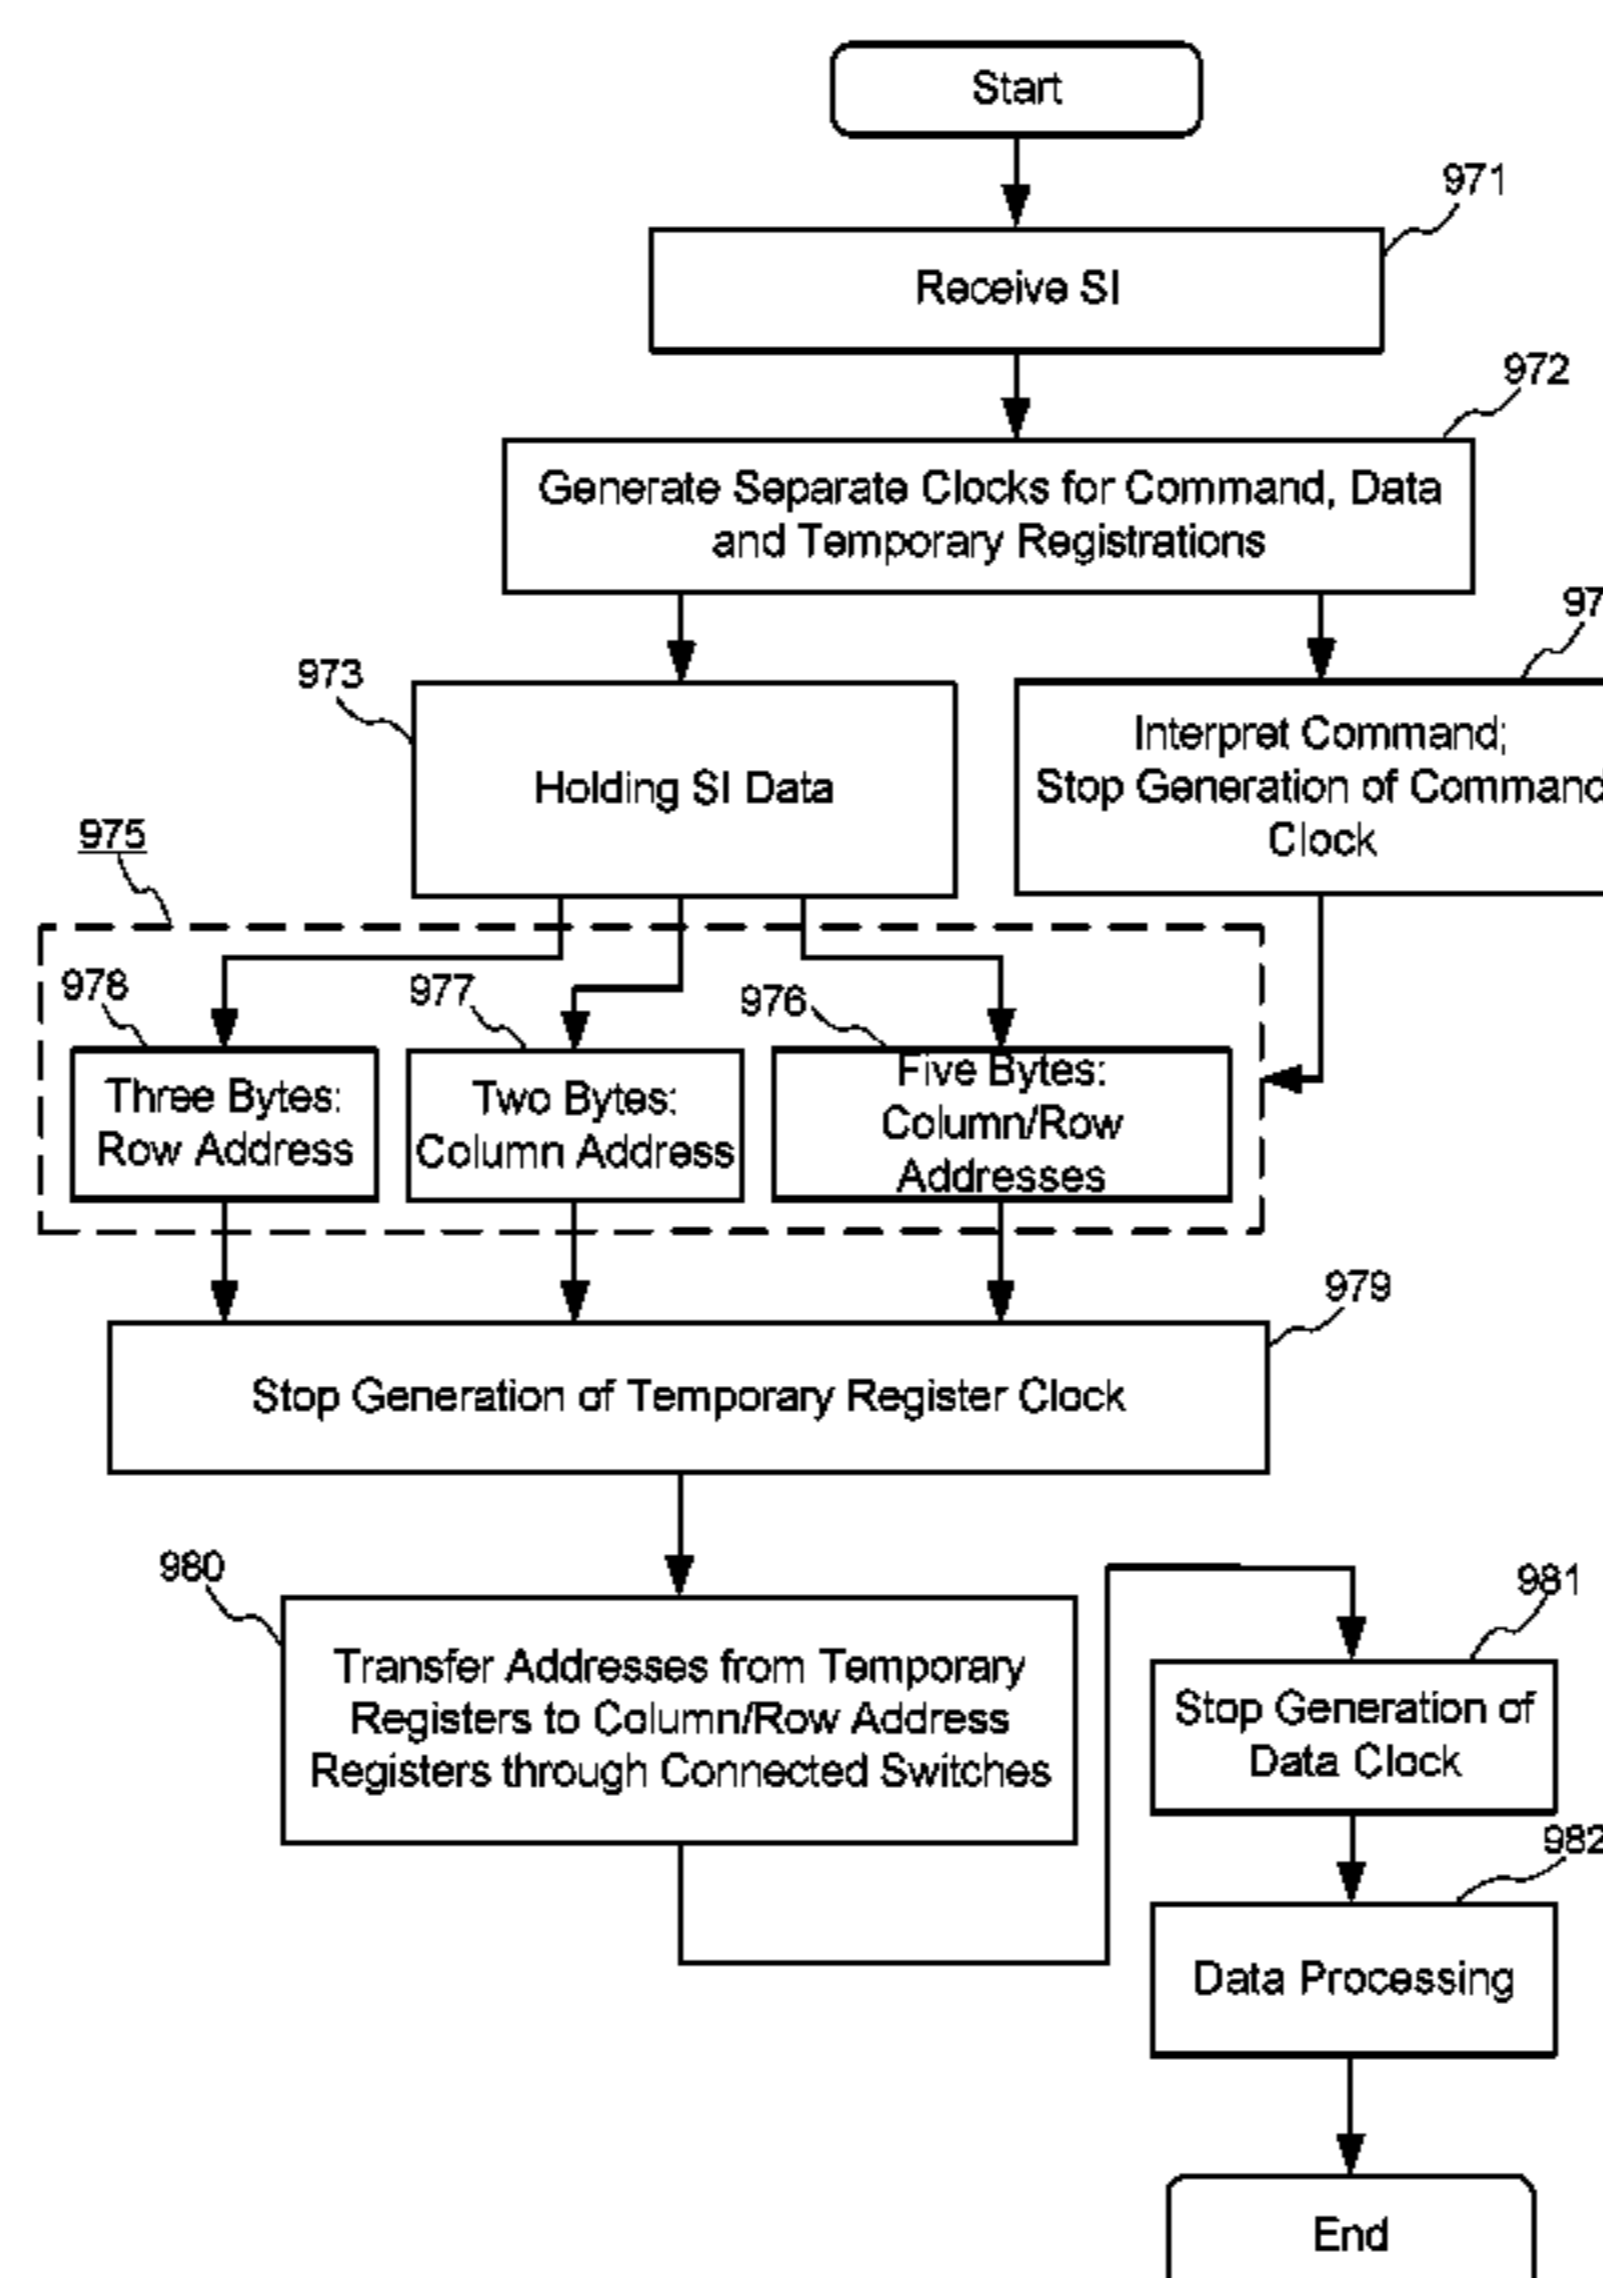 Start
971
Receive SI
972
Generate Separate Clocks for Command, Data
and Temporary Registrations
973
97
Holding SI Data
Interpret Command;
Stop Generation of Command
Clock
975
978
977
976
Three Bytes:
Row Address
Two Bytes:
Column Address
Five Bytes:
Column/Row
Addresses
979
Stop Generation of Temporary Register Clock
980
Transfer Addresses from Temporary
Registers to Column/Row Address
Registers through Connected Switches
981
Stop Generation of
Data Clock
982
Data Processing
End